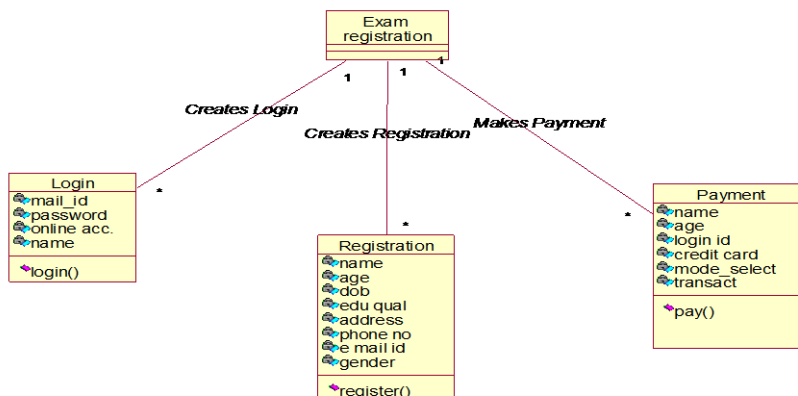 Exam
registration
1
1
1
Creates Login
Creates Registration
Makes Payment
*
*
*
Login
mail_id
password
online acc.
name
login()
Registration
name
age
dob
edu qual
address
phone no
e mail id
gender
register()
Payment
name
age
login id
credit card
mode_select
transact
pay()